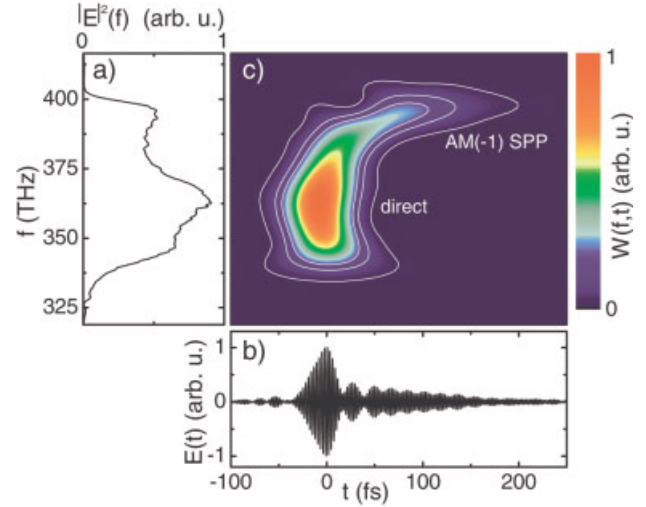 |E|²(f) (arb. u.)
0 1
a)
400
375
350
325
f (THz)
c)
AM(-1) SPP
direct
1
0
W(f,t) (arb. u.)
b)
1
0
-1
E(t) (arb. u.)
-100 0 100 200
t (fs)